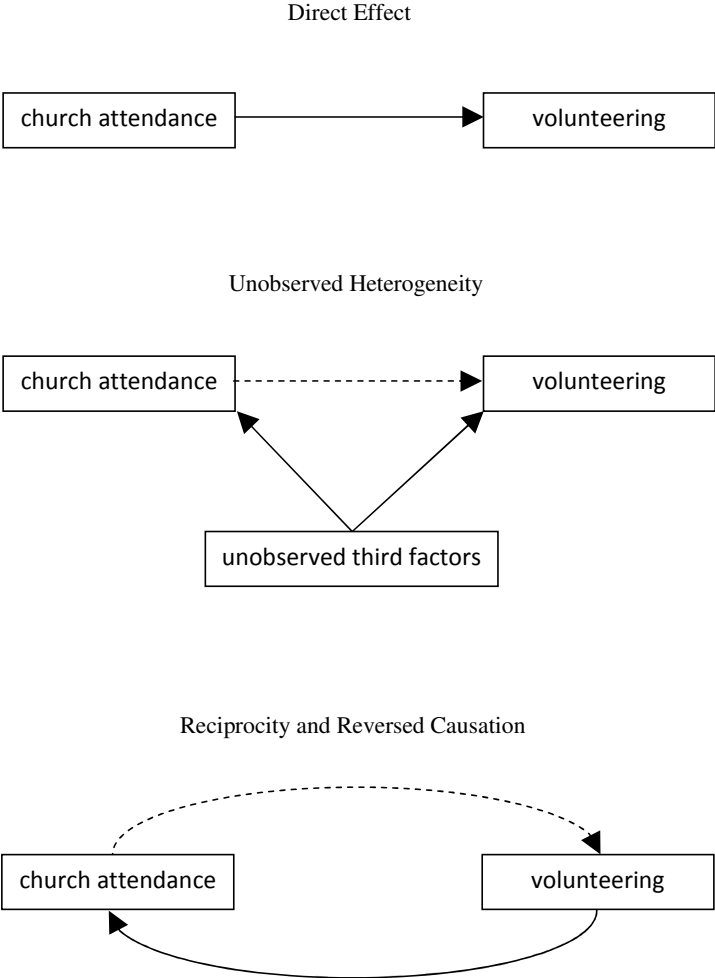 Direct Effect
church attendance
volunteering
Unobserved Heterogeneity
church attendance
volunteering
unobserved third factors
Reciprocity and Reversed Causation
church attendance
volunteering